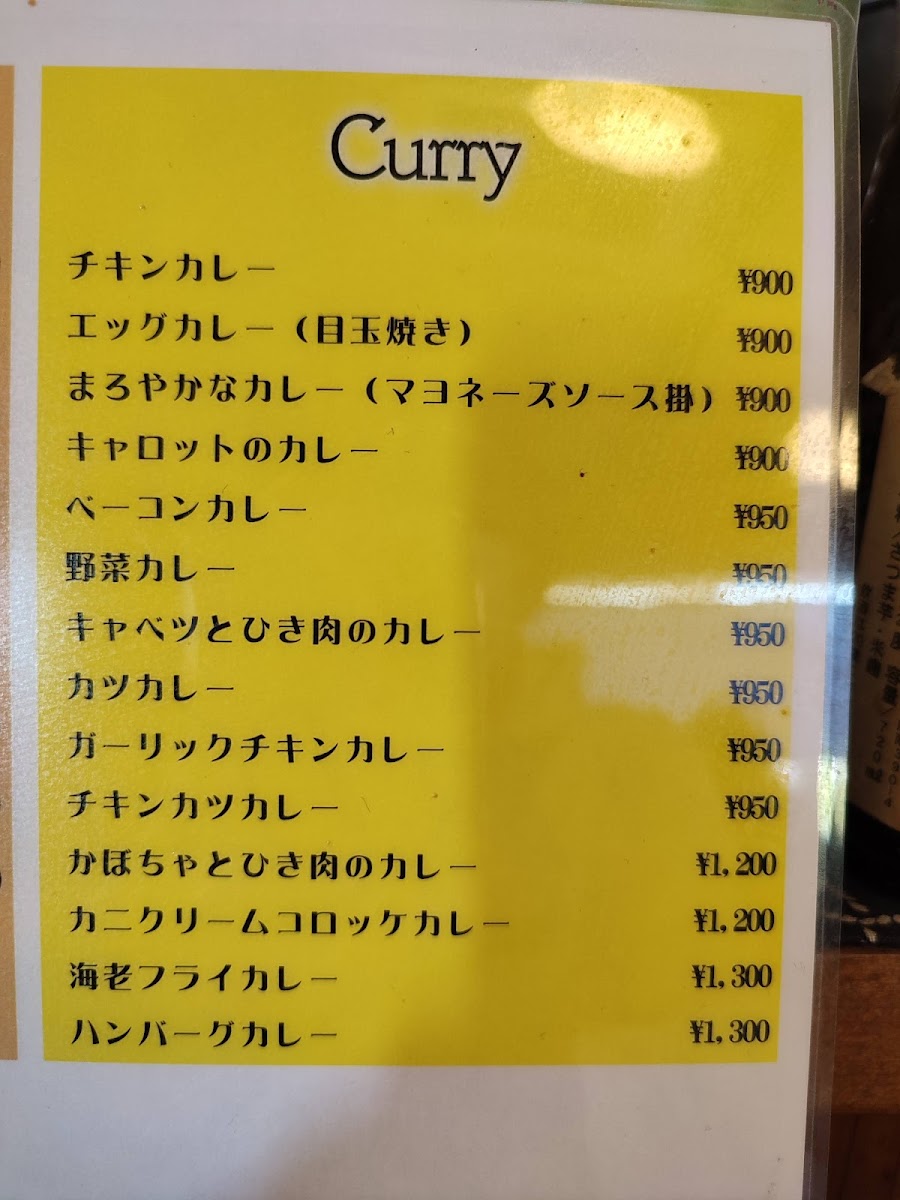 Curry
チキンカレー ¥900
エッグカレー（目玉焼き） ¥900
まろやかなカレー（マヨネーズソース掛） ¥900
キャロットのカレー ¥900
ベーコンカレー ¥950
野菜カレー ¥950
キャベツとひき肉のカレー ¥950
カツカレー ¥950
ガーリックチキンカレー ¥950
チキンカツカレー ¥950
かぼちゃとひき肉のカレー ¥1,200
カニクリームコロッケカレー ¥1,200
海老フライカレー ¥1,300
ハンバーグカレー ¥1,300